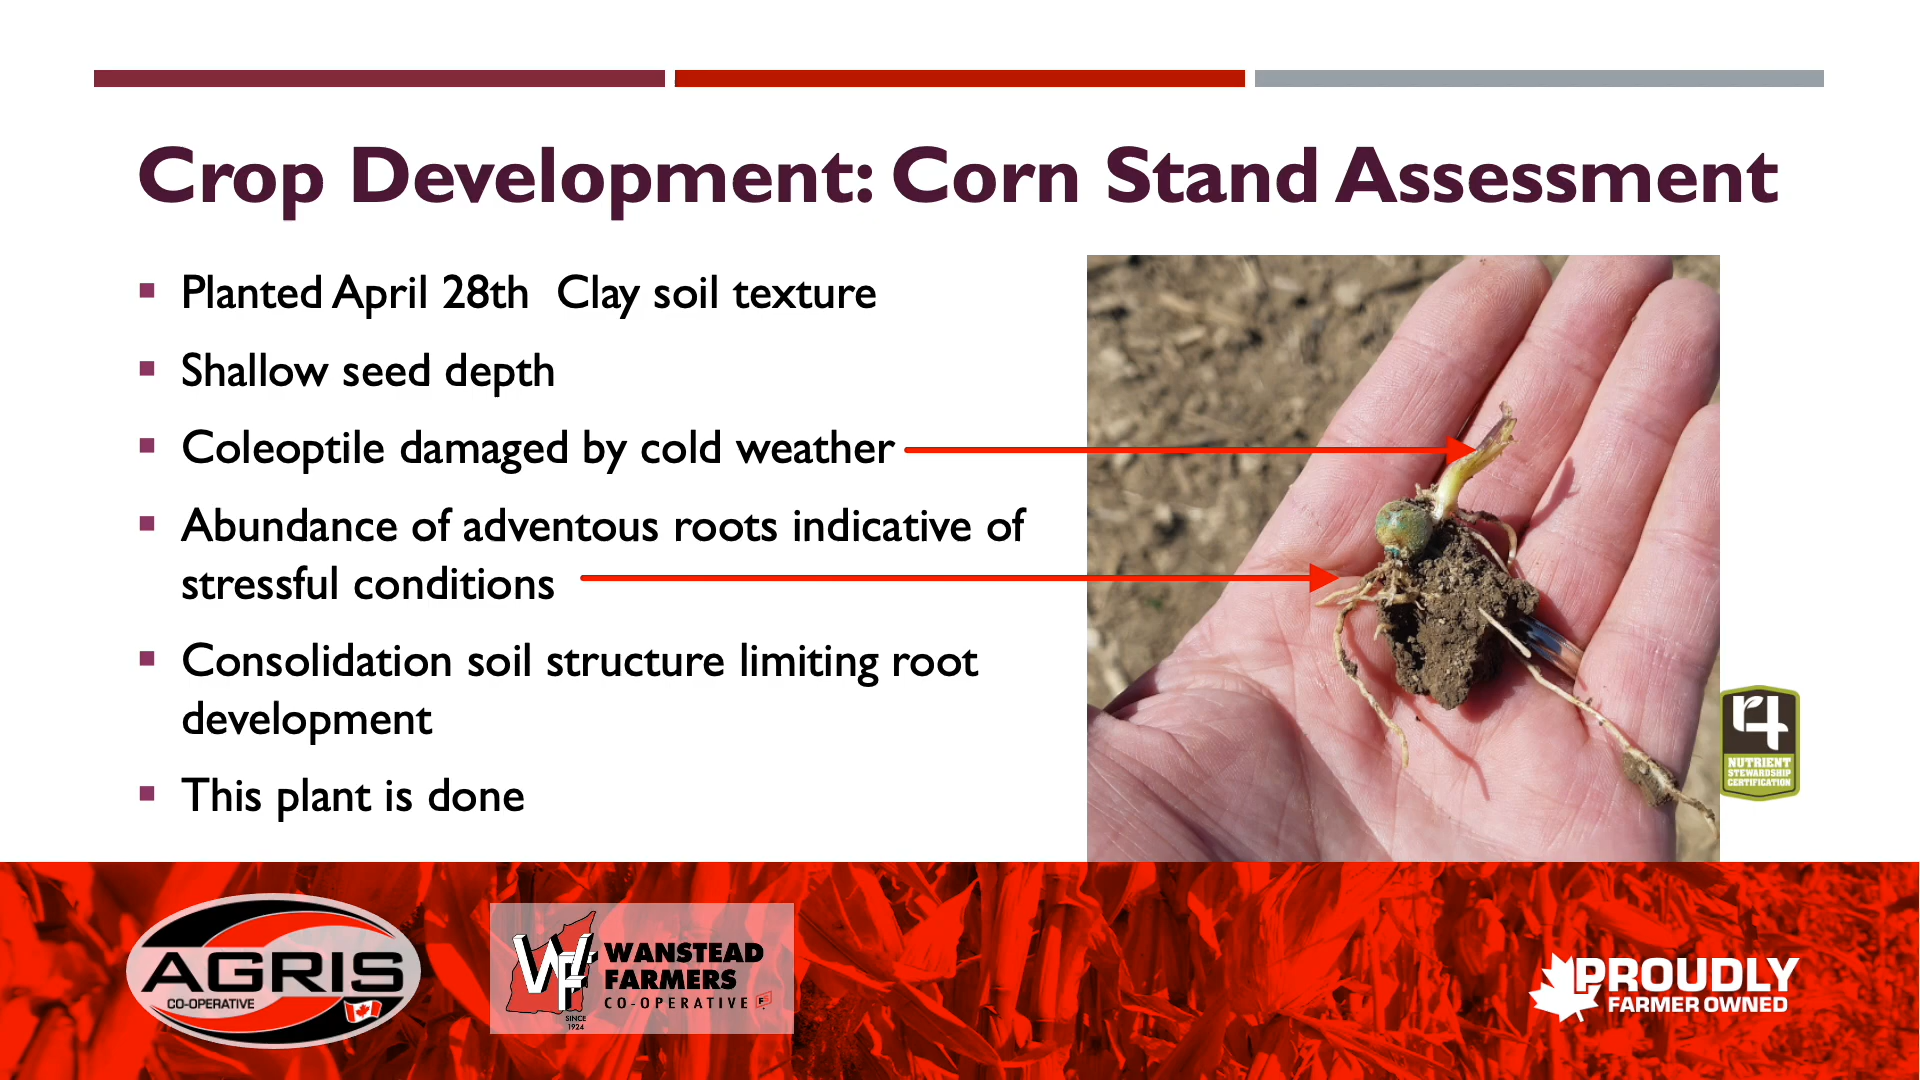 Crop Development: Corn Stand Assessment
Planted April 28th  Clay soil texture
Shallow seed depth
Coleoptile damaged by cold weather
Abundance of adventous roots indicative of
stressful conditions
Consolidation soil structure limiting root
development
This plant is done
r4
NUTRIENT
STEWARDSHIP
CERTIFICATION
AGRIS
CO-OPERATIVE
WF
SINCE
1924
WANSTEAD
FARMERS
CO-OPERATIVE
PROUDLY
FARMER OWNED